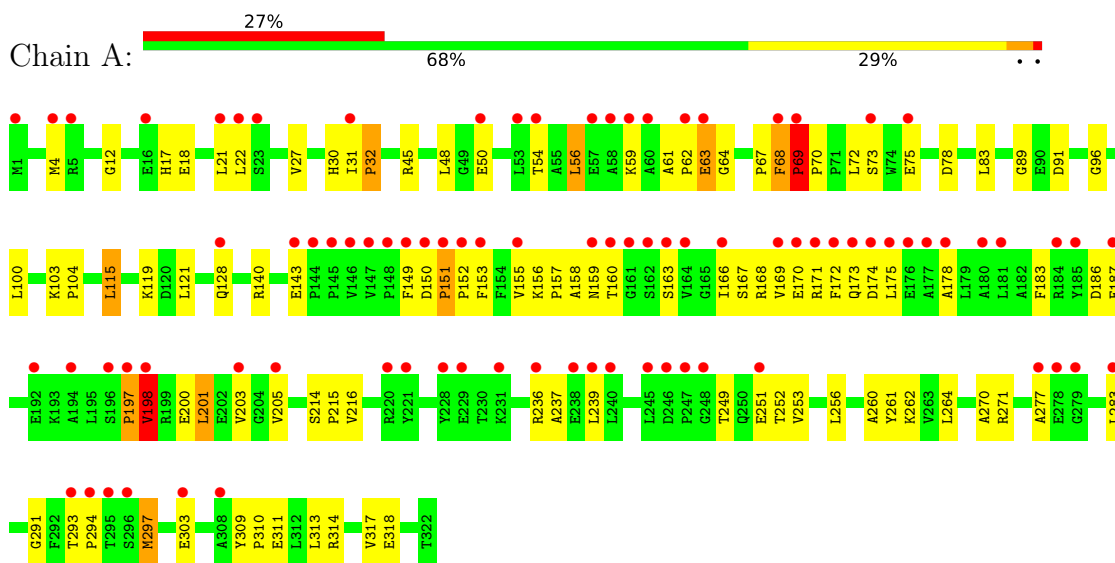 27%
Chain A:
68% 29% . .
M1 M4 R5 G12 E16 H17 E18 L21 L22 S23 V27 H30 I31 P32 R45 L48 G49 E50 L53 T54 A55 L56 E57 A58 K59 A60 A61 P62 E63 G64 P67 F68 P69 P70 P71 L72 S73 W74 E75 D78 L83 G89 E90 D91 G96
L100 K103 P104 L115 K119 D120 L121 Q128 R140 E143 P144 P145 V146 V147 P148 F149 D150 P151 P152 F153 F154 V155 K156 P157 A158 N159 T160 G161 S162 S163 V164 G165 I166 S167 R168 V169 E170 R171 F172 Q173 D174 L175 E176 A177 A178 L179 A180 L181 A182 F183 R184 Y185 D186
E192 K193 A194 L195 S196 P197 V198 R199 E200 L201 E202 V203 G204 V205 S214 P215 V216 R220 Y221 Y228 E229 T230 K231 R236 A237 E238 L239 L240 L245 D246 P247 G248 T249 Q250 E251 T252 V253 L256 A260 Y261 K262 V263 L264 A270 R271 A277 E278 G279
G291 F292 T293 P294 T295 S296 M297 E303 A308 Y309 P310 E311 L312 L313 R314 V317 E318 T322